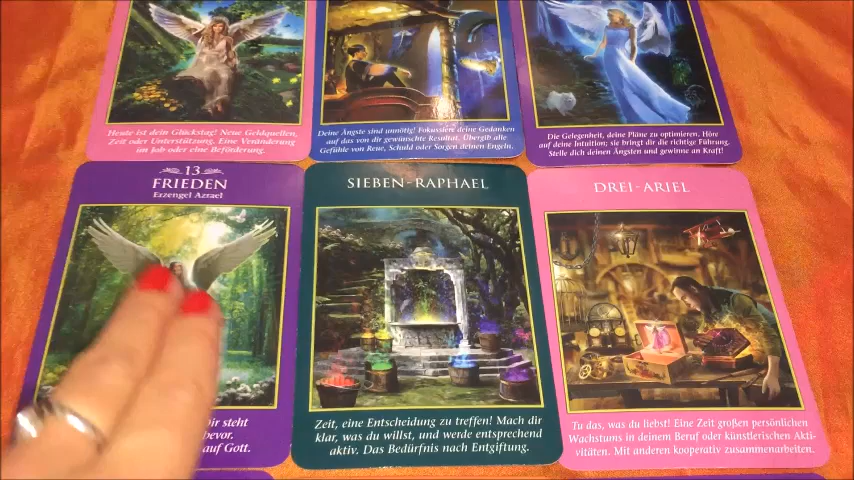 Heute ist dein Glückstag! Neue Geldquellen,
Zeit oder Unterstützung. Eine Veränderung
im Job oder eine Beförderung.
Deine Ängste sind unnötig! Fokussiere deine Gedanken
auf das von dir gewünschte Resultat. Übergib alle
Gefühle von Reue, Schuld oder Sorgen deinen Engeln.
Die Gelegenheit, deine Pläne zu optimieren. Höre
auf deine Intuition; sie bringt dir die richtige Führung.
Stelle dich deinen Ängsten und gewinne an Kraft!
13
FRIEDEN
Erzengel Azrael
dir steht
bevor.
auf Gott.
SIEBEN-RAPHAEL
Zeit, eine Entscheidung zu treffen! Mach dir
klar, was du willst, und werde entsprechend
aktiv. Das Bedürfnis nach Entgiftung.
DREI-ARIEL
Tu das, was du liebst! Eine Zeit großen persönlichen
Wachstums in deinem Beruf oder künstlerischen Akti-
vitäten. Mit anderen kooperativ zusammenarbeiten.